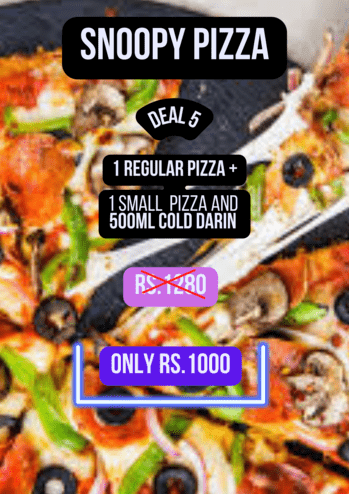 SNOOPY PIZZA
DEAL 5
1 REGULAR PIZZA +
1 SMALL PIZZA AND
500ML COLD DARIN
RS.1280
ONLY RS.1000